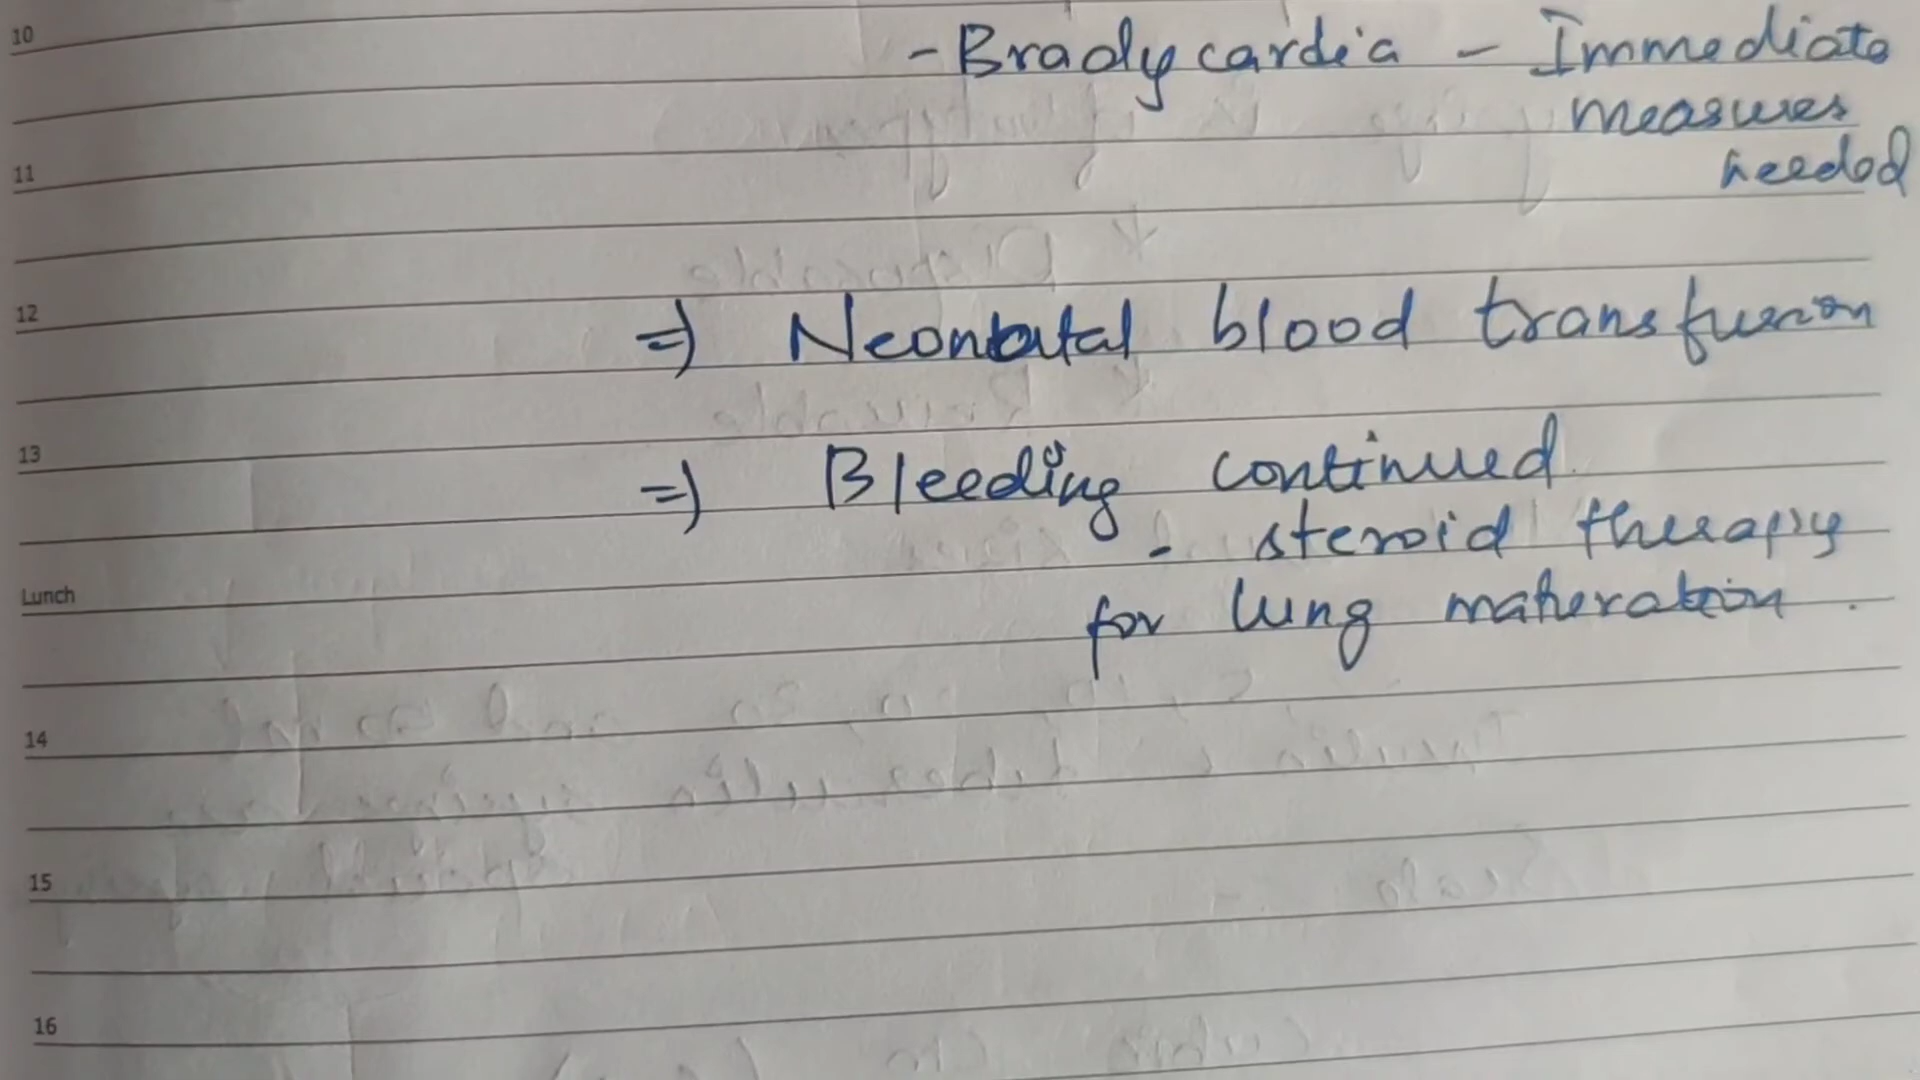 10
- Bradycardia - Immediate
measures
needed
11
12
=) Neonatal blood transfusion
13
=) Bleeding continued
- steroid therapy
Lunch
for lung maturation.
14
15
16